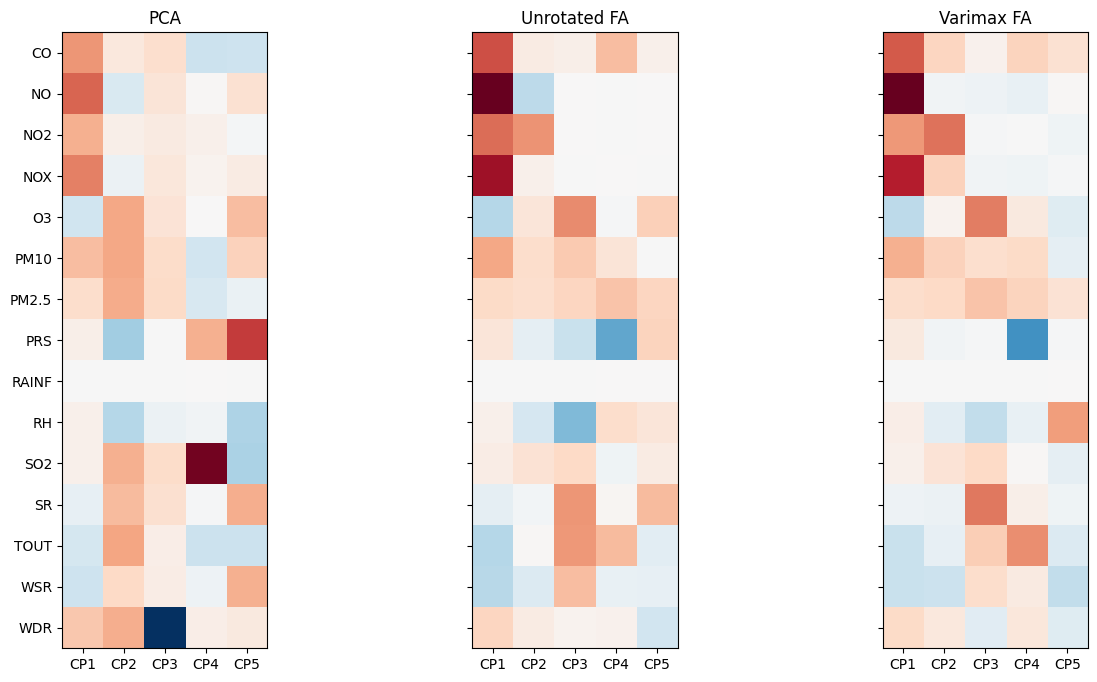 PCA
Unrotated FA
Varimax FA
CO
NO
NO2
NOX
O3
PM10
PM2.5
PRS
RAINF
RH
SO2
SR
TOUT
WSR
WDR
CP1 CP2 CP3 CP4 CP5
CP1 CP2 CP3 CP4 CP5
CP1 CP2 CP3 CP4 CP5